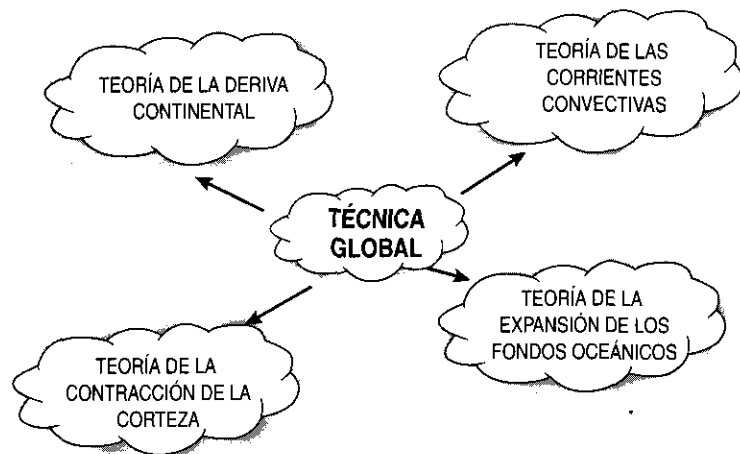 TEORÍA DE LA DERIVA
CONTINENTAL
TEORÍA DE LAS
CORRIENTES
CONVECTIVAS
TÉCNICA
GLOBAL
TEORÍA DE LA
CONTRACCIÓN DE LA
CORTEZA
TEORÍA DE LA
EXPANSIÓN DE LOS
FONDOS OCEÁNICOS